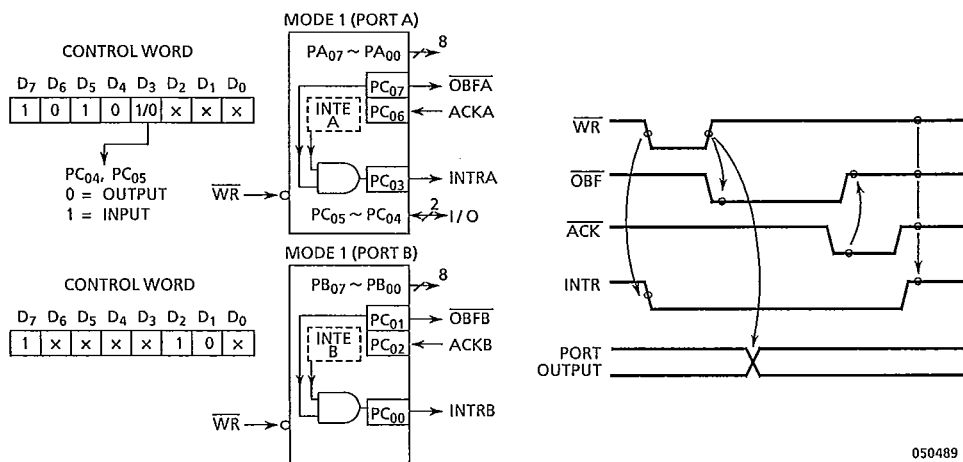 MODE 1 (PORT A)
CONTROL WORD
D7 D6 D5 D4 D3 D2 D1 D0
1 0 1 0 1/0 × × ×
PC04, PC05
0 = OUTPUT
1 = INPUT
PA07 ~ PA00
8
PC07
OBFA
INTE
A
PC06
ACKA
WR
PC03
INTRA
PC05 ~ PC04
2
I/O
MODE 1 (PORT B)
CONTROL WORD
D7 D6 D5 D4 D3 D2 D1 D0
1 × × × × 1 0 ×
PB07 ~ PB00
8
PC01
OBFB
INTE
B
PC02
ACKB
WR
PC00
INTRB
WR
OBF
ACK
INTR
PORT
OUTPUT
050489